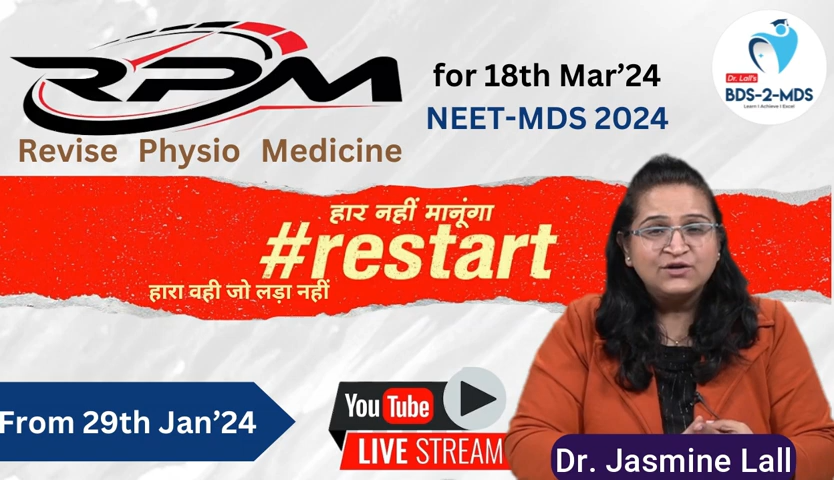 RPM
for 18th Mar’24
NEET-MDS 2024
Revise Physio Medicine
Dr. Lall's
BDS-2-MDS
Learn I Achieve I Excel
हार नहीं मानूंगा
#restart
हारा वही जो लड़ा नहीं
From 29th Jan’24
YouTube
LIVE STREAM
Dr. Jasmine Lall